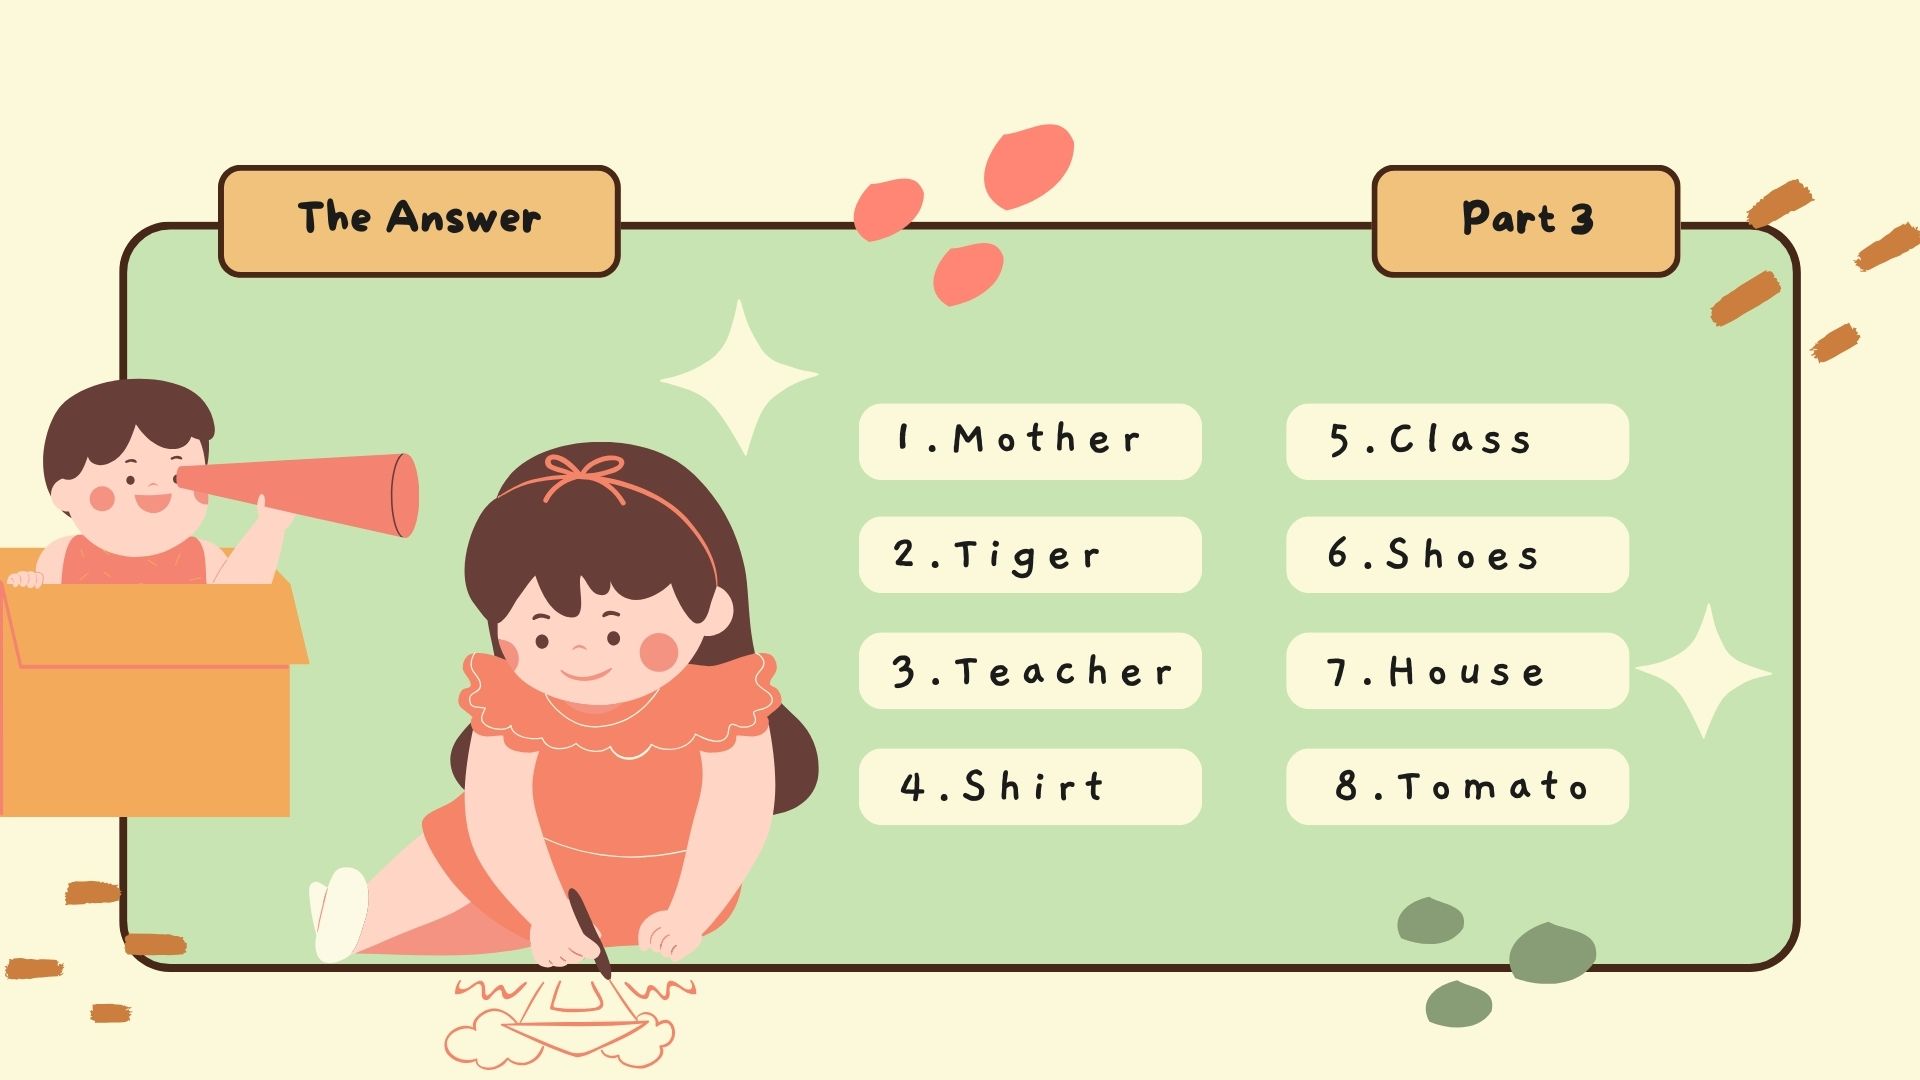 The Answer
Part 3
1.Mother
2.Tiger
3.Teacher
4.Shirt
5.Class
6.Shoes
7.House
8.Tomato